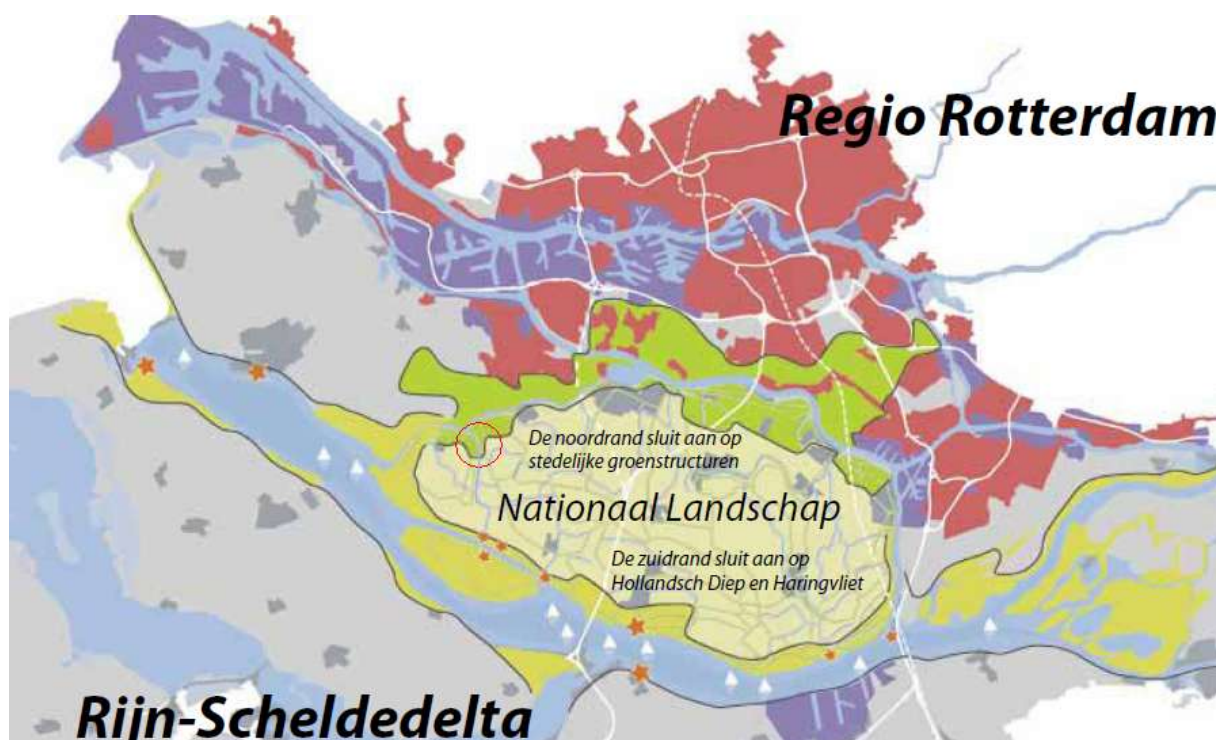 Regio Rotterdam
De noordrand sluit aan op
stedelijke groenstructuren
Nationaal Landschap
De zuidrand sluit aan op
Hollandsch Diep en Haringvliet
Rijn-Scheldedelta